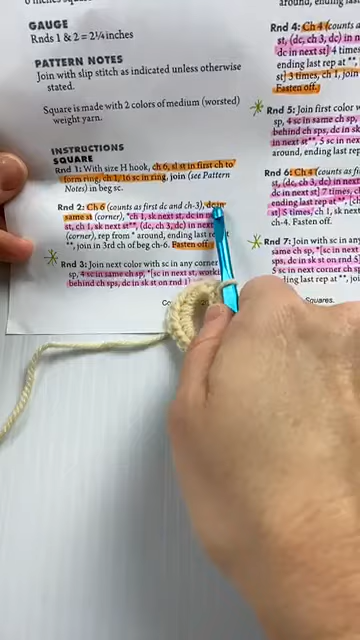 GAUGE
Rnds 1 & 2 = 2¼ inches
PATTERN NOTES
Join with slip stitch as indicated unless otherwise
stated.
Square is made with 2 colors of medium (worsted)
weight yarn.
INSTRUCTIONS
SQUARE
Rnd 1: With size H hook, ch 6, sl st in first ch to
form ring, ch 1, 16 sc in ring, join (see Pattern
Notes) in beg sc.
Rnd 2: Ch 6 (counts as first dc and ch-3), dc in
same st (corner), *ch 1, sk next st, dc in
st, ch 1, sk next st**, (dc, ch 3, dc) in next
(corner), rep from * around, ending last rep at
**, join in 3rd ch of beg ch-6. Fasten off.
Rnd 3: Join next color with sc in any corner
sp, 4 sc in same ch sp, *[sc in next st, working
behind ch sps, dc in sk st on rnd 1]
around, ending
Rnd 4: Ch 4 (counts as
st, (dc, ch 3, dc) in
dc in next st] 4 times
ending last rep at **,
st] 3 times, ch 1, join
Fasten off.
Rnd 5: Join first color
sp, 4 sc in same ch sp,
behind ch sps, dc in sk
in next st**, 5 sc in next
around, ending last rep
Rnd 6: Ch 4 (counts
st, (dc, ch 3, dc) in
dc in next st] 7 times,
ending last rep at **,
st] 5 times, ch 1, sk
ch-4. Fasten off.
Rnd 7: Join with sc in any
sp, *[sc in next st, working
ch sps, dc in sk st on rnd 5]
5 sc in next corner ch sp
ending last rep at **,
Squares.